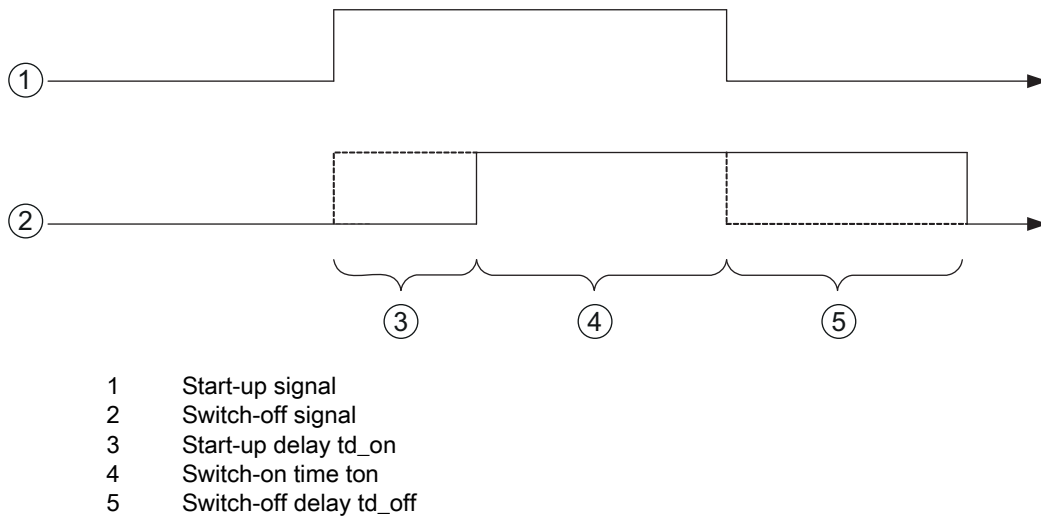 1
2
3 4 5
1 Start-up signal
2 Switch-off signal
3 Start-up delay td_on
4 Switch-on time ton
5 Switch-off delay td_off